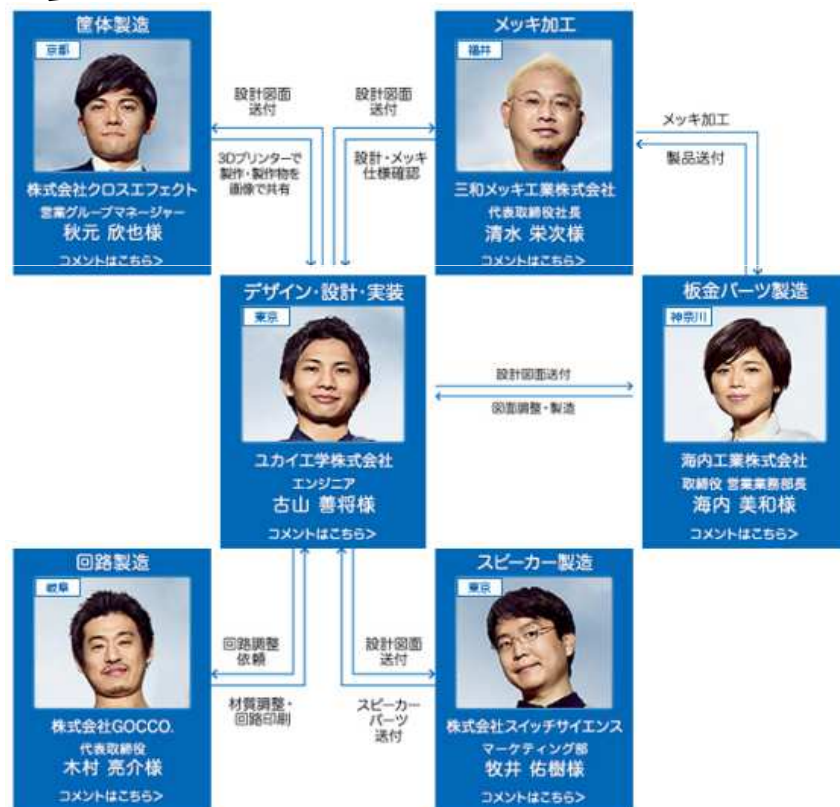 筐体製造
京都
株式会社クロスエフェクト
営業グループマネージャー
秋元 欣也様
コメントはこちら>
設計図面
送付
3Dプリンターで
製作・製作物を
画像で共有
設計図面
送付
設計・メッキ
仕様確認
メッキ加工
福井
三和メッキ工業株式会社
代表取締役社長
清水 栄次様
コメントはこちら>
メッキ加工
製品送付
デザイン・設計・実装
東京
ユカイ工学株式会社
エンジニア
古山 善将様
コメントはこちら>
設計図面送付
図面調整・製造
板金パーツ製造
神奈川
海内工業株式会社
取締役 営業業務部長
海内 美和様
コメントはこちら>
回路製造
岐阜
株式会社GOCCO.
代表取締役
木村 亮介様
コメントはこちら>
回路調整
依頼
材質調整・
回路印刷
設計図面
送付
スピーカー
パーツ
送付
スピーカー製造
東京
株式会社スイッチサイエンス
マーケティング部
牧井 佑樹様
コメントはこちら>